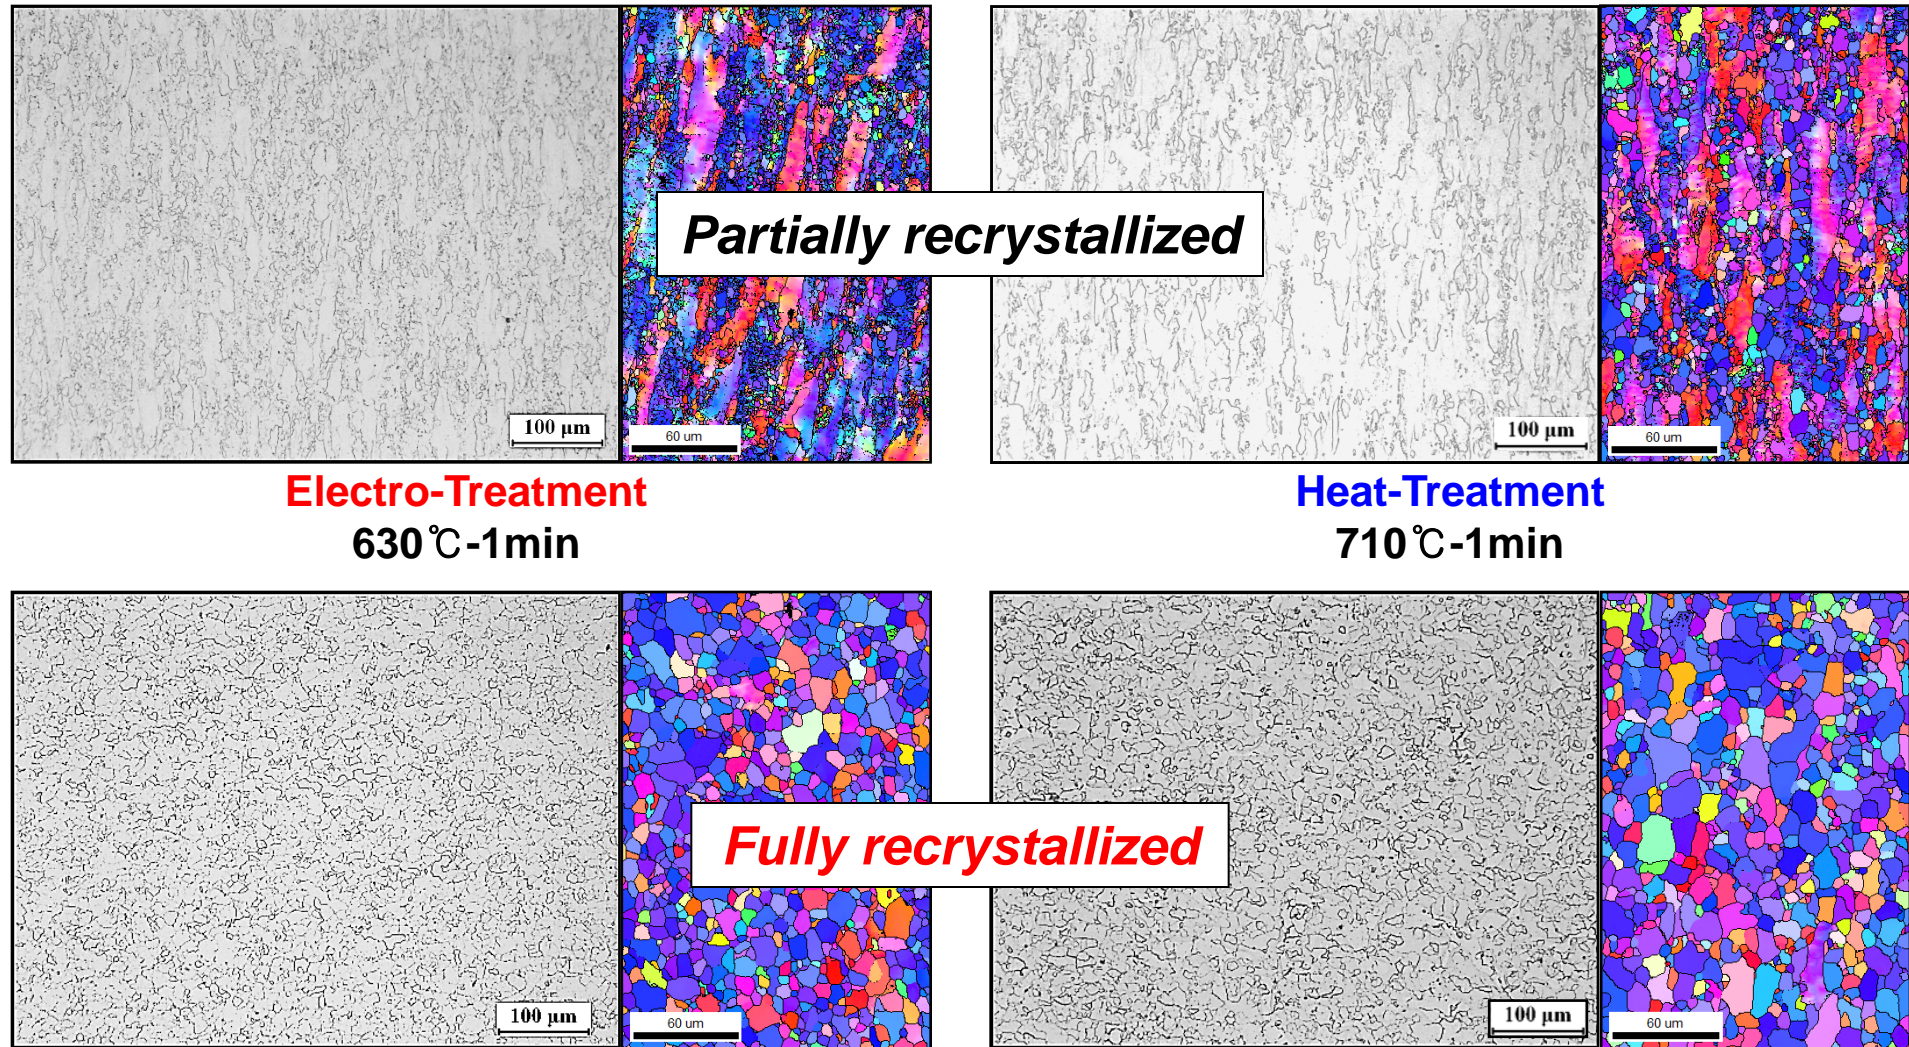 Partially recrystallized
100 μm
60 um
100 μm
60 um
Electro-Treatment
630℃-1min
Heat-Treatment
710℃-1min
Fully recrystallized
100 μm
60 um
100 μm
60 um